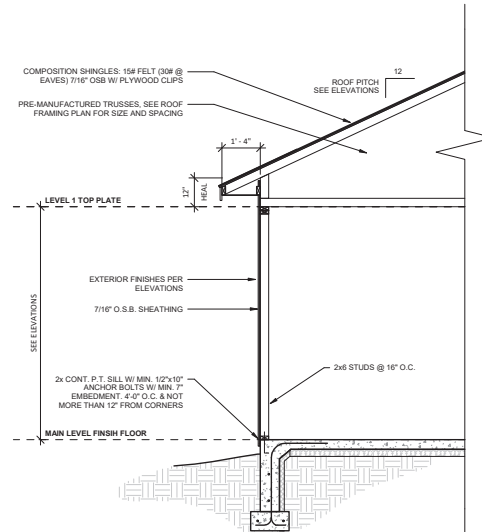 COMPOSITION SHINGLES: 15# FELT (30# @
EAVES) 7/16" OSB W/ PLYWOOD CLIPS
12
ROOF PITCH
SEE ELEVATIONS
PRE-MANUFACTURED TRUSSES, SEE ROOF
FRAMING PLAN FOR SIZE AND SPACING
1' - 4"
12"
HEAL
LEVEL 1 TOP PLATE
SEE ELEVATIONS
EXTERIOR FINISHES PER
ELEVATIONS
7/16" O.S.B. SHEATHING
2x CONT. P.T. SILL W/ MIN. 1/2"x10"
ANCHOR BOLTS W/ MIN. 7"
EMBEDMENT. 4'-0" O.C. & NOT
MORE THAN 12" FROM CORNERS
2x6 STUDS @ 16" O.C.
MAIN LEVEL FINSIH FLOOR